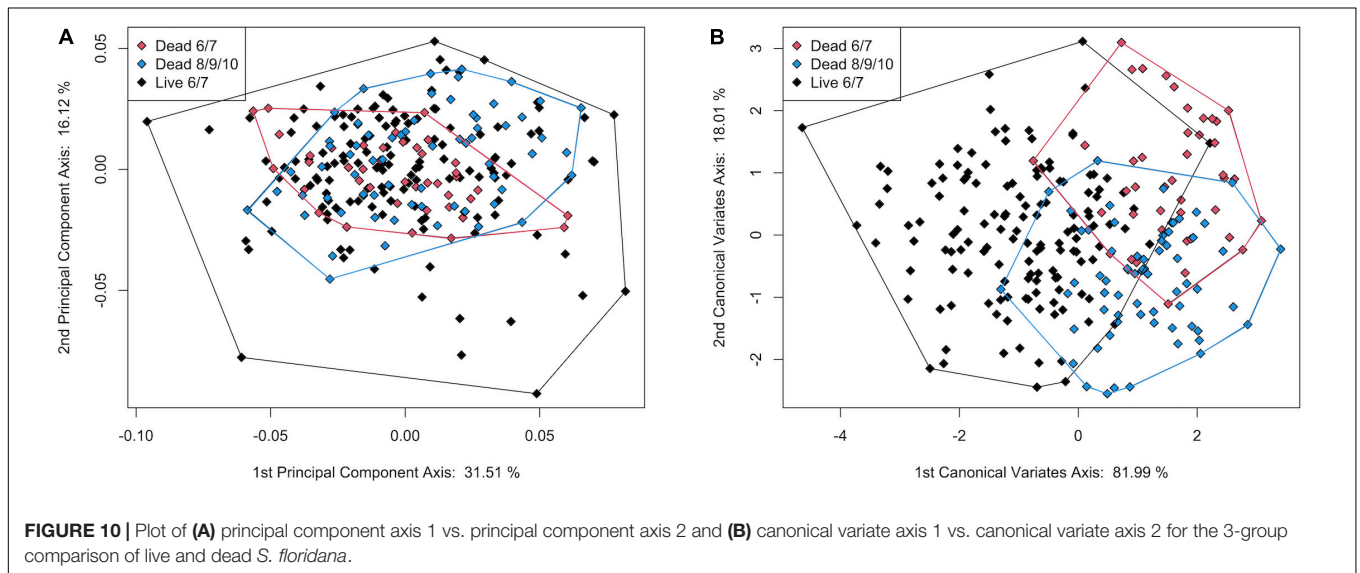 A
Dead 6/7
Dead 8/9/10
Live 6/7
2nd Principal Component Axis: 16.12 %
0.05
0.00
-0.05
-0.10
-0.05
0.00
0.05
1st Principal Component Axis: 31.51 %
B
Dead 6/7
Dead 8/9/10
Live 6/7
2nd Canonical Variates Axis: 18.01 %
3
2
1
0
-1
-2
-4
-2
0
2
1st Canonical Variates Axis: 81.99 %
FIGURE 10 | Plot of (A) principal component axis 1 vs. principal component axis 2 and (B) canonical variate axis 1 vs. canonical variate axis 2 for the 3-group
comparison of live and dead S. floridana.